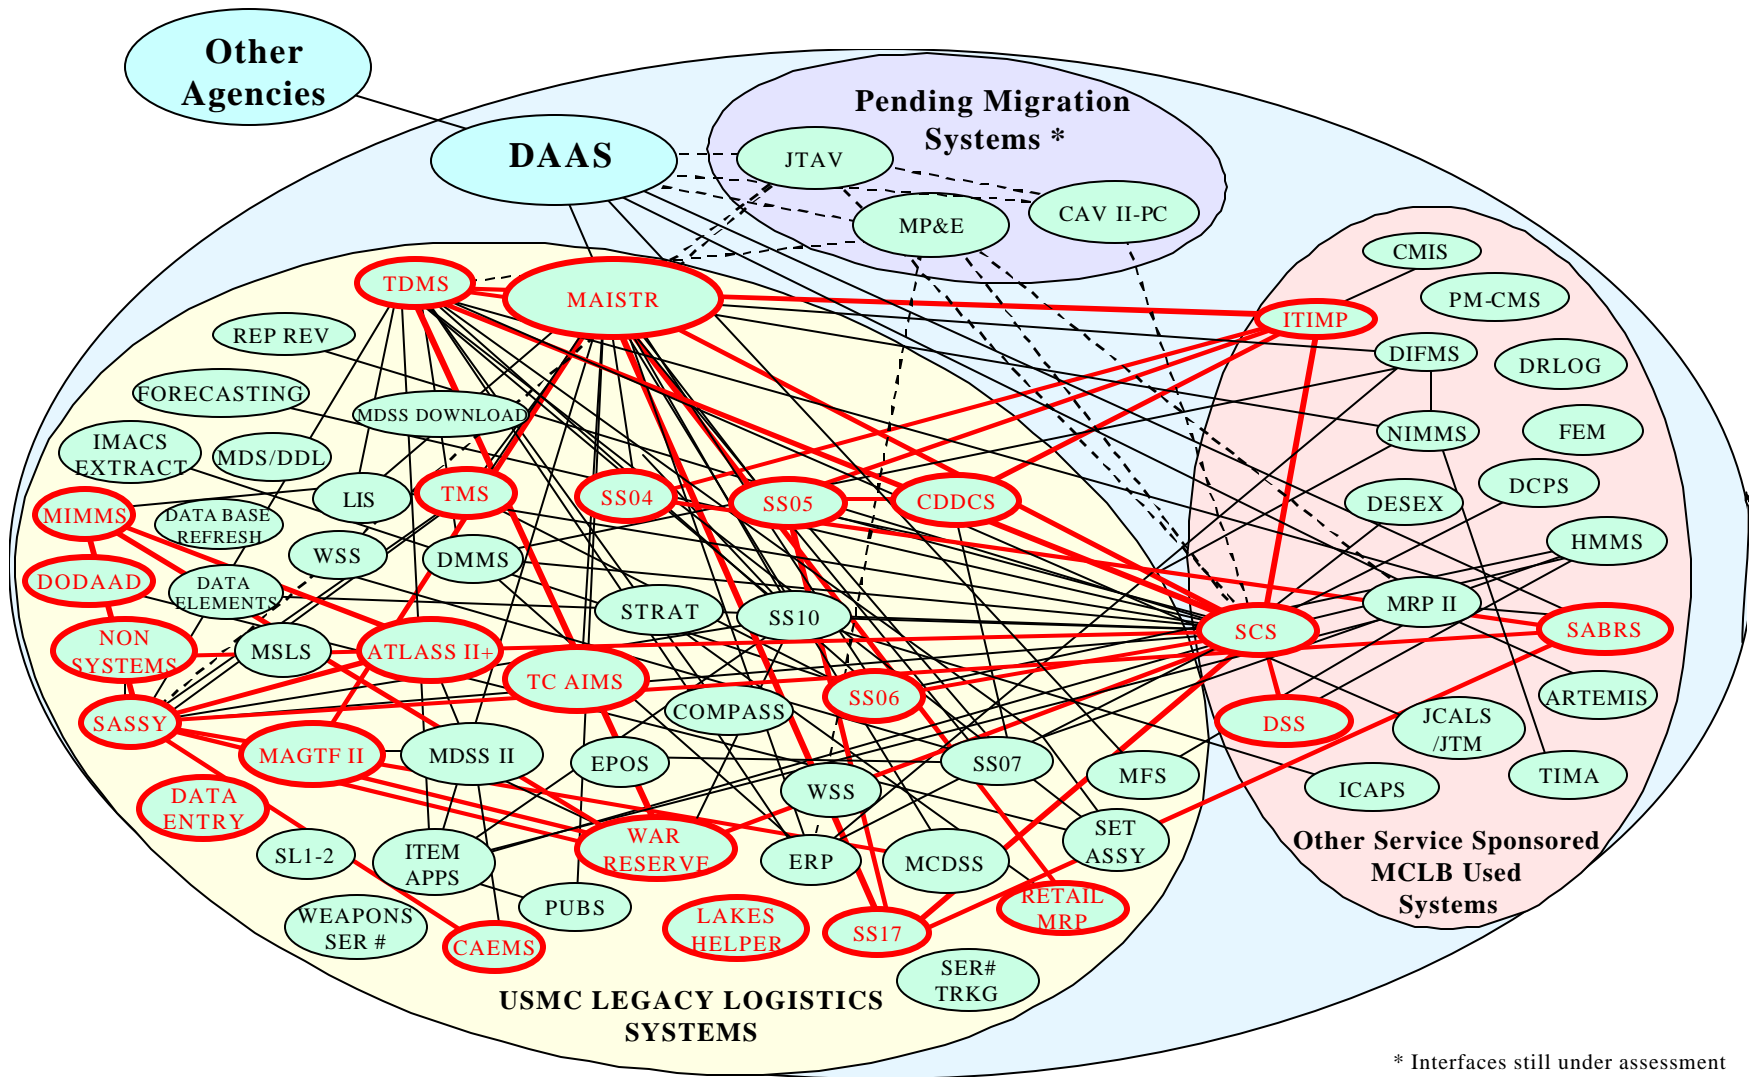 Other
Agencies
DAAS
Pending Migration
Systems *
JTAV
MP&E
CAV II-PC
CMIS
PM-CMS
ITIMP
DIFMS
DRLOG
NIMMS
FEM
DCPS
DESEX
HMMS
MRP II
SABRS
SCS
ARTEMIS
DSS
JCALS
/JTM
TIMA
ICAPS
Other Service Sponsored
MCLB Used
Systems
TDMS
MAISTR
REP REV
FORECASTING
MDSS DOWNLOAD
IMACS
EXTRACT
MDS/DDL
LIS
TMS
SS04
SS05
CDDCS
MIMMS
DATA BASE
REFRESH
WSS
DMMS
DODAAD
DATA
ELEMENTS
STRAT
SS10
NON
SYSTEMS
MSLS
ATLASS II+
TC AIMS
SS06
SASSY
COMPASS
MAGTF II
MDSS II
EPOS
SS07
MFS
WSS
DATA
ENTRY
SL1-2
ITEM
APPS
WAR
RESERVE
ERP
MCDSS
SET
ASSY
WEAPONS
SER #
PUBS
CAEMS
LAKES
HELPER
SS17
RETAIL
MRP
SER#
TRKG
USMC LEGACY LOGISTICS
SYSTEMS
* Interfaces still under assessment